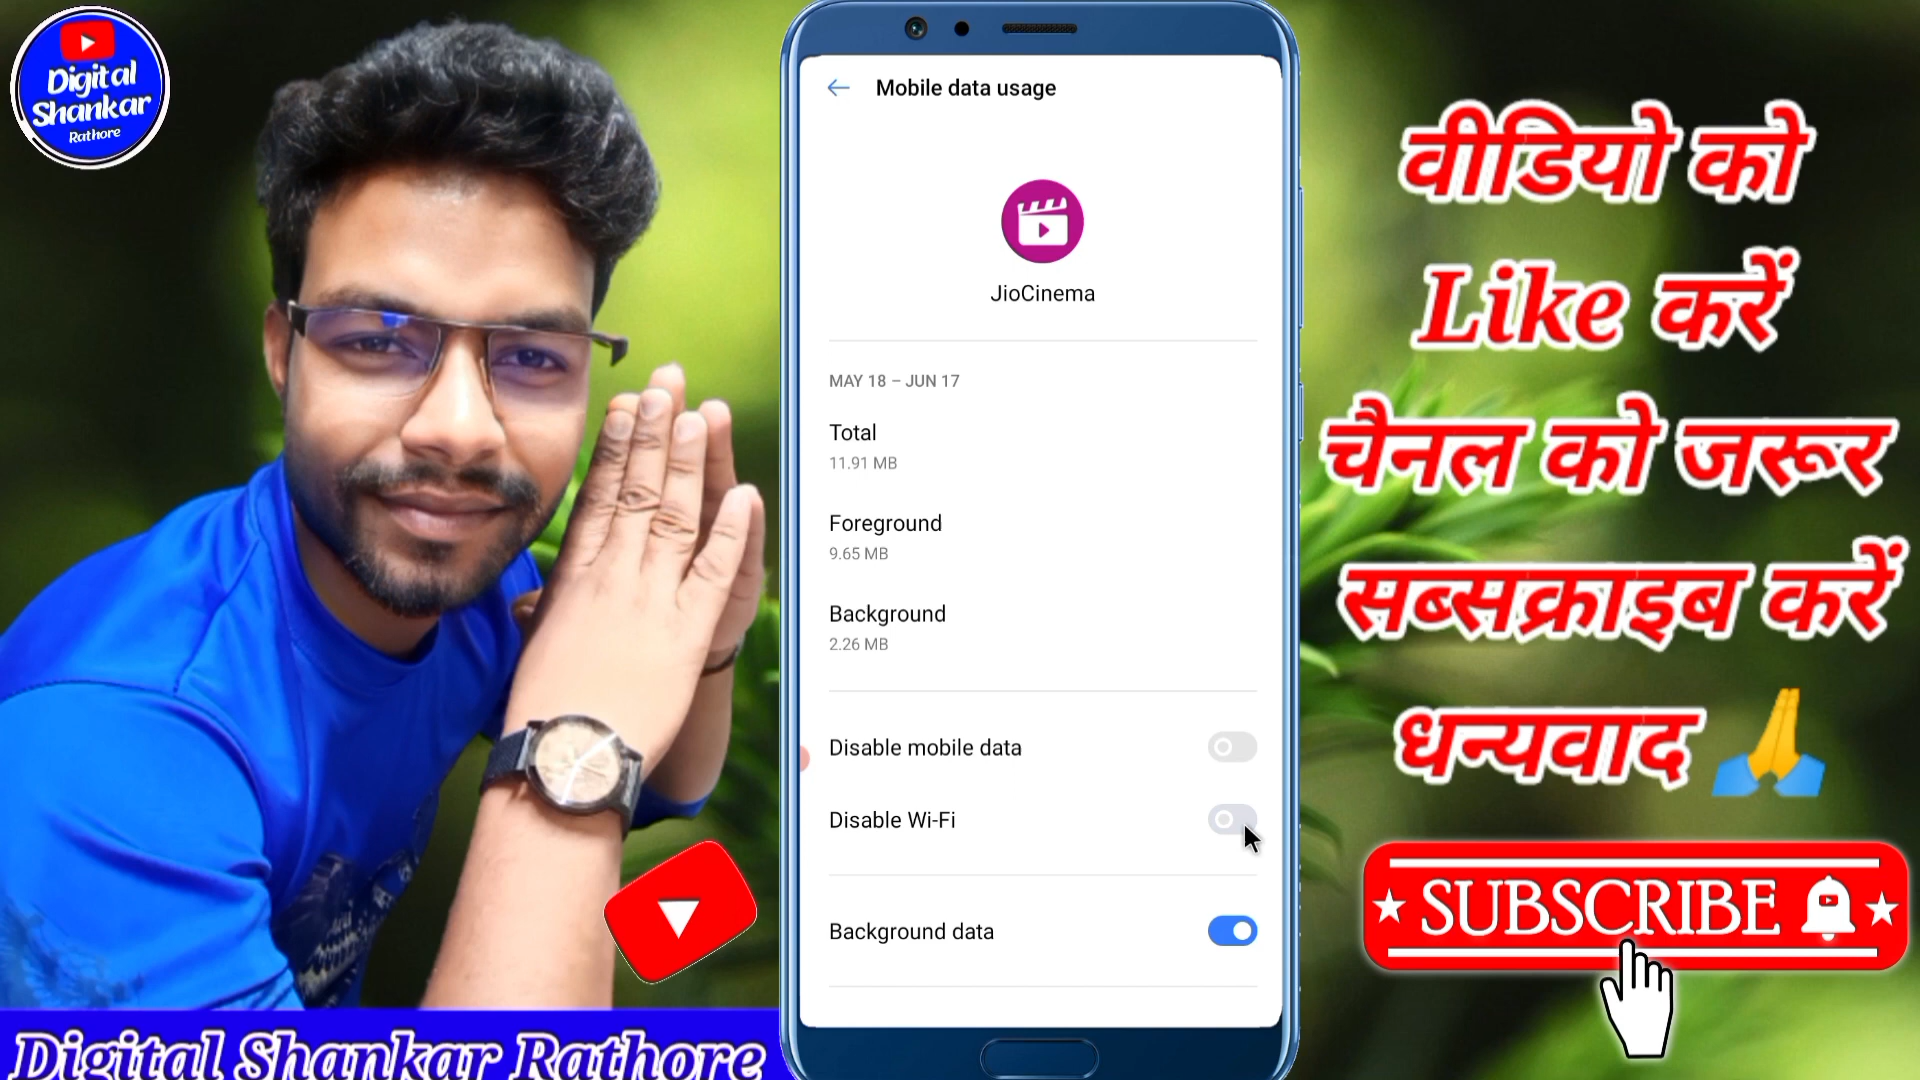 Digital
Shankar
Rathore
Mobile data usage
JioCinema
MAY 18 – JUN 17
Total
11.91 MB
Foreground
9.65 MB
Background
2.26 MB
Disable mobile data
Disable Wi-Fi
Background data
वीडियो को
Like करें
चैनल को जरूर
सब्सक्राइब करें
धन्यवाद 🙏
SUBSCRIBE
Digital Shankar Rathore